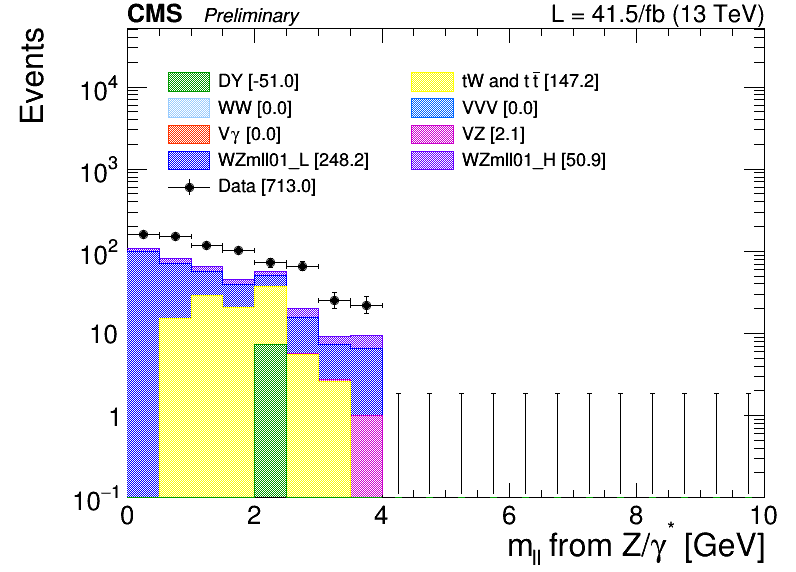 CMS Preliminary L = 41.5/fb (13 TeV)
Events
DY [-51.0] tW and tt̄ [147.2]
WW [0.0] VVV [0.0]
Vγ [0.0] VZ [2.1]
WZmll01_L [248.2] WZmll01_H [50.9]
Data [713.0]
10⁴
10³
10²
10
1
10⁻¹
0 2 4 6 8 10
m_ll from Z/γ* [GeV]